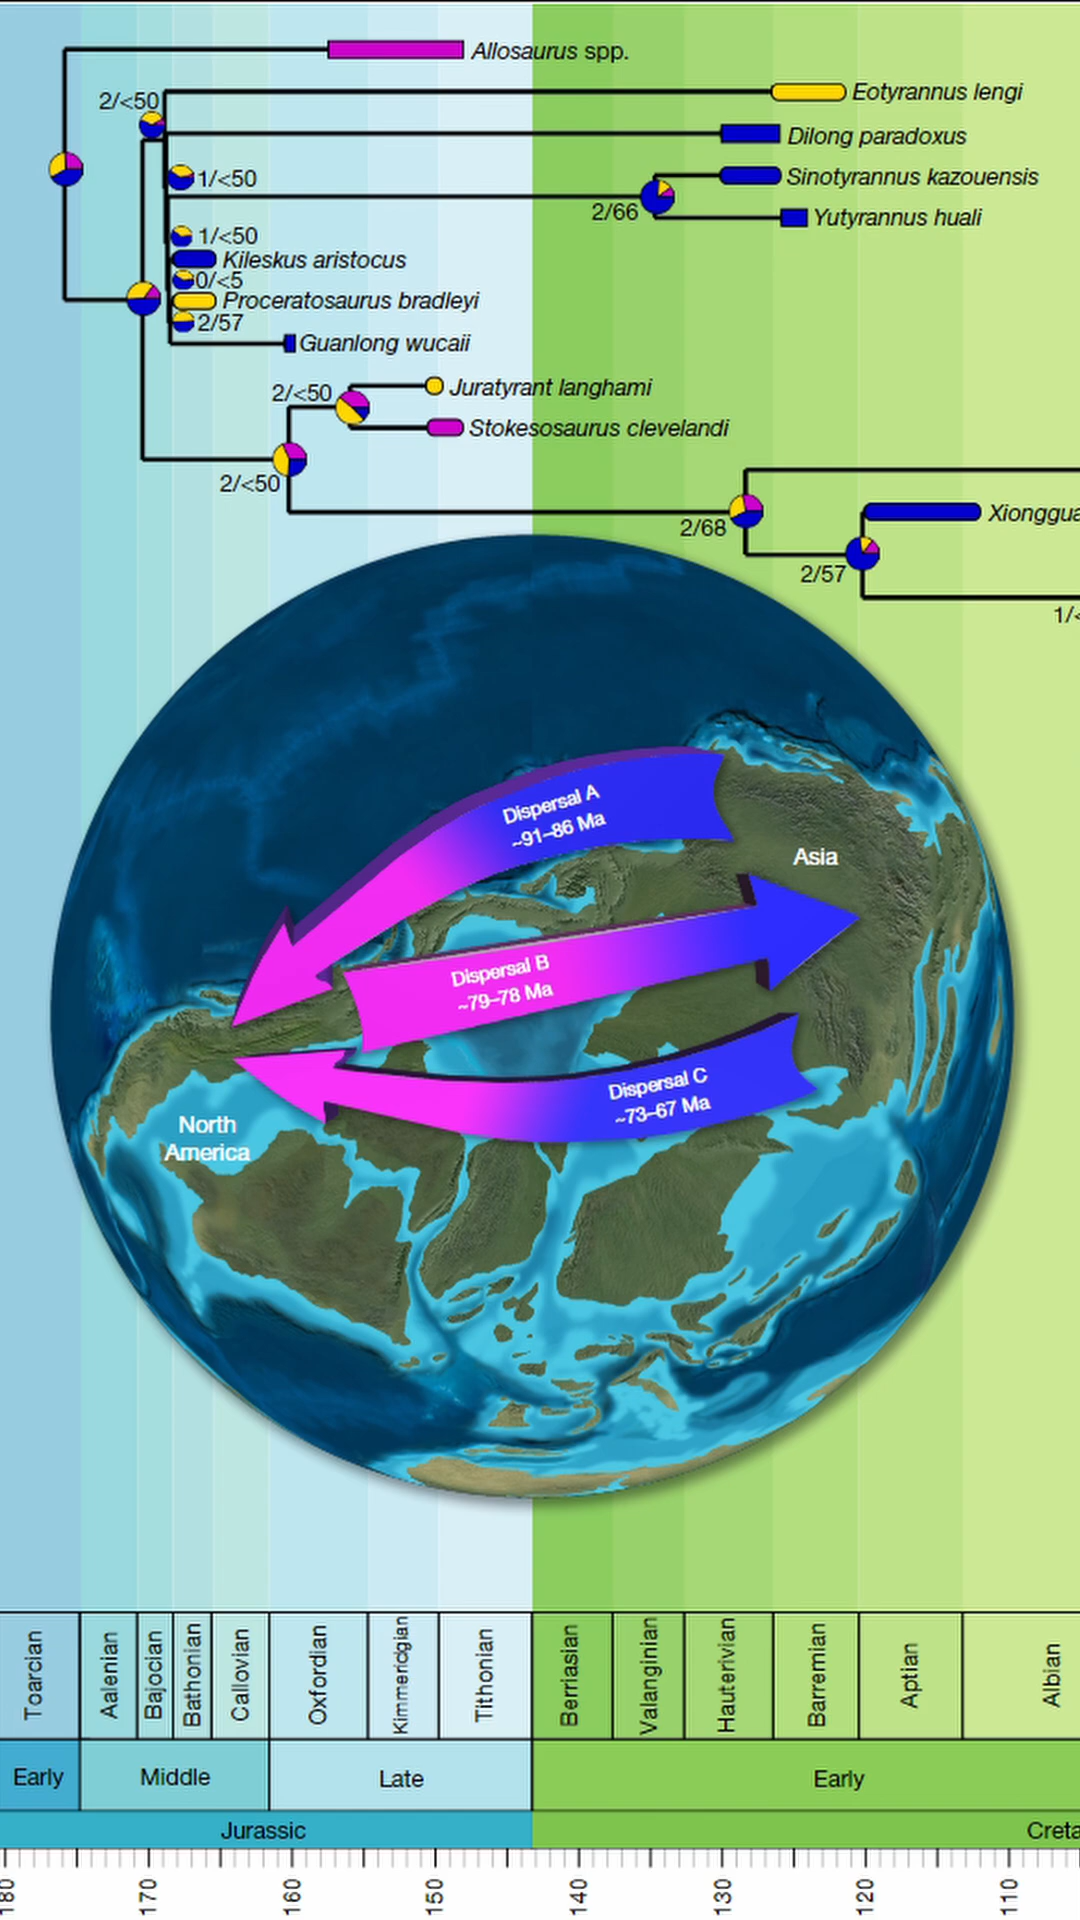 Allosaurus spp.
2/<50
Eotyrannus lengi
Dilong paradoxus
1/<50
Sinotyrannus kazouensis
2/66
Yutyrannus huali
1/<50
Kileskus aristocus
0/<5
Proceratosaurus bradleyi
2/57
Guanlong wucaii
2/<50
Juratyrant langhami
Stokesosaurus clevelandi
2/<50
2/68
Xionggua
2/57
1/<
Dispersal A
~91–86 Ma
Asia
Dispersal B
~79–78 Ma
Dispersal C
~73–67 Ma
North
America
Toarcian
Aalenian
Bajocian
Bathonian
Callovian
Oxfordian
Kimmeridgian
Tithonian
Berriasian
Valanginian
Hauterivian
Barremian
Aptian
Albian
Early
Middle
Late
Early
Jurassic
Creta
180
170
160
150
140
130
120
110